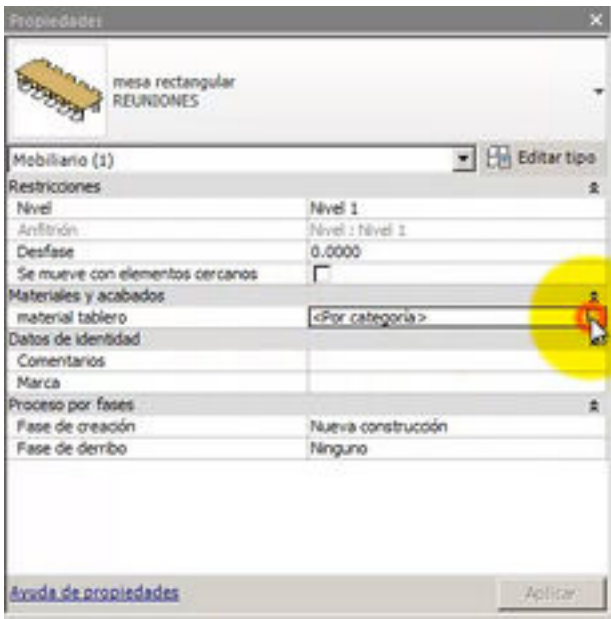 Propiedades
mesa rectangular
REUNIONES
Mobiliario (1)
Editar tipo
Restricciones
Nivel Nivel 1
Anfitrión Nivel : Nivel 1
Desfase 0.0000
Se mueve con elementos cercanos
Materiales y acabados
material tablero <Por categoría>
Datos de identidad
Comentarios
Marca
Proceso por fases
Fase de creación Nueva construcción
Fase de derribo Ninguno
Ayuda de propiedades Aplicar